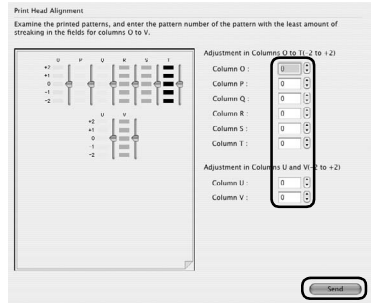 Print Head Alignment
Examine the printed patterns, and enter the pattern number of the pattern with the least amount of
streaking in the fields for columns O to V.
O P Q R S T
+2
+1
0
-1
-2
U V
+2
+1
0
-1
-2
Adjustment in Columns O to T(-2 to +2)
Column O : 0
Column P : 0
Column Q : 0
Column R : 0
Column S : 0
Column T : 0
Adjustment in Columns U and V(-2 to +2)
Column U : 0
Column V : 0
Send